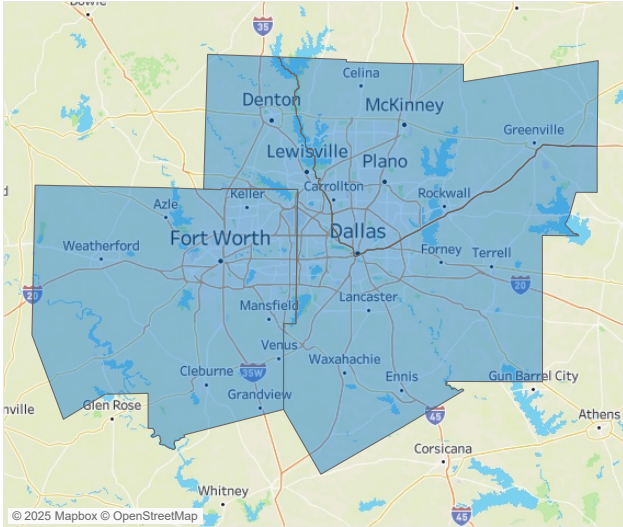 Bowie
35
Celina
Denton
McKinney
Greenville
Lewisville
Plano
Carrollton
Keller
Rockwall
Azle
Dallas
Fort Worth
Weatherford
Forney
Terrell
20
20
Lancaster
Mansfield
Venus
Waxahachie
Cleburne
35W
Gun Barrel City
Ennis
Grandview
nville
Glen Rose
45
Athens
Corsicana
Whitney
© 2025 Mapbox © OpenStreetMap
45